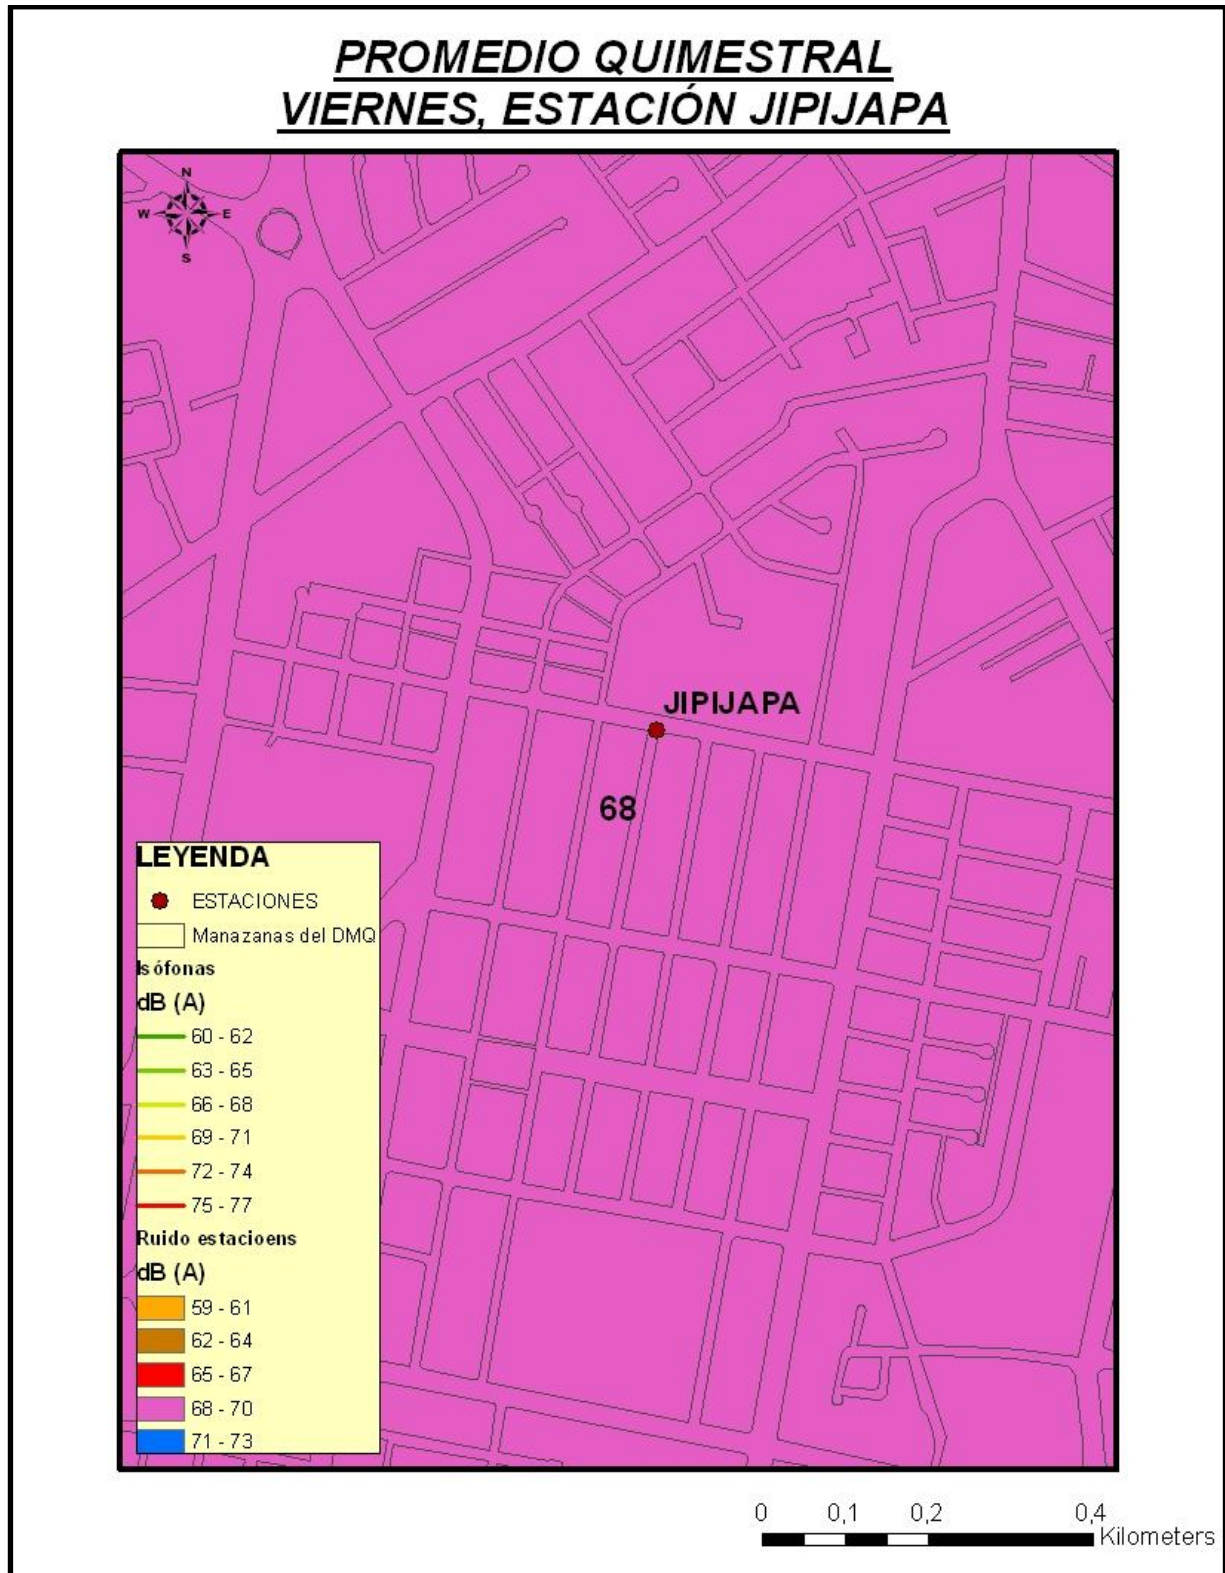 PROMEDIO QUIMESTRAL
VIERNES, ESTACIÓN JIPIJAPA
N
W E
S
JIPIJAPA
68
LEYENDA
ESTACIONES
Manazanas del DMQ
Isófonas
dB (A)
60 - 62
63 - 65
66 - 68
69 - 71
72 - 74
75 - 77
Ruido estacioens
dB (A)
59 - 61
62 - 64
65 - 67
68 - 70
71 - 73
0 0,1 0,2 0,4
Kilometers